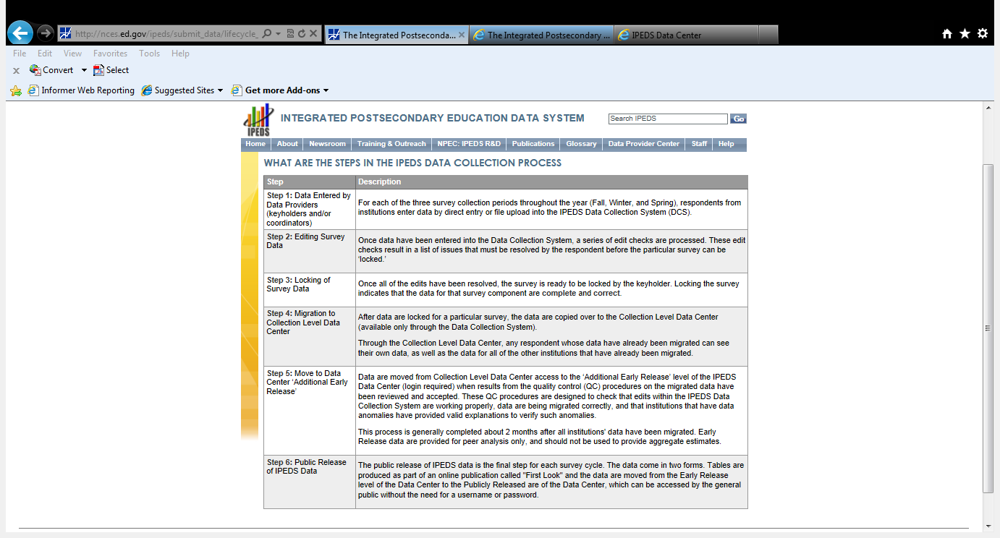 http://nces.ed.gov/ipeds/submit_data/lifecycle_
The Integrated Postseconda...
The Integrated Postsecondary ...
IPEDS Data Center
File Edit View Favorites Tools Help
x Convert Select
Informer Web Reporting Suggested Sites Get more Add-ons
IPEDS
INTEGRATED POSTSECONDARY EDUCATION DATA SYSTEM
Search IPEDS Go
Home About Newsroom Training & Outreach NPEC: IPEDS R&D Publications Glossary Data Provider Center Staff Help
WHAT ARE THE STEPS IN THE IPEDS DATA COLLECTION PROCESS
Step Description
Step 1: Data Entered by
Data Providers
(keyholders and/or
coordinators)
For each of the three survey collection periods throughout the year (Fall, Winter, and Spring), respondents from
institutions enter data by direct entry or file upload into the IPEDS Data Collection System (DCS).
Step 2: Editing Survey
Data
Once data have been entered into the Data Collection System, a series of edit checks are processed. These edit
checks result in a list of issues that must be resolved by the respondent before the particular survey can be
‘locked.’
Step 3: Locking of
Survey Data
Once all of the edits have been resolved, the survey is ready to be locked by the keyholder. Locking the survey
indicates that the data for that survey component are complete and correct.
Step 4: Migration to
Collection Level Data
Center
After data are locked for a particular survey, the data are copied over to the Collection Level Data Center
(available only through the Data Collection System).
Through the Collection Level Data Center, any respondent whose data have already been migrated can see
their own data, as well as the data for all of the other institutions that have already been migrated.
Step 5: Move to Data
Center ‘Additional Early
Release’
Data are moved from Collection Level Data Center access to the ‘Additional Early Release’ level of the IPEDS
Data Center (login required) when results from the quality control (QC) procedures on the migrated data have
been reviewed and accepted. These QC procedures are designed to check that edits within the IPEDS Data
Collection System are working properly, data are being migrated correctly, and that institutions that have data
anomalies have provided valid explanations to verify such anomalies.
This process is generally completed about 2 months after all institutions' data have been migrated. Early
Release data are provided for peer analysis only, and should not be used to provide aggregate estimates.
Step 6: Public Release
of IPEDS Data
The public release of IPEDS data is the final step for each survey cycle. The data come in two forms. Tables are
produced as part of an online publication called "First Look" and the data are moved from the Early Release
level of the Data Center to the Publicly Released are of the Data Center, which can be accessed by the general
public without the need for a username or password.